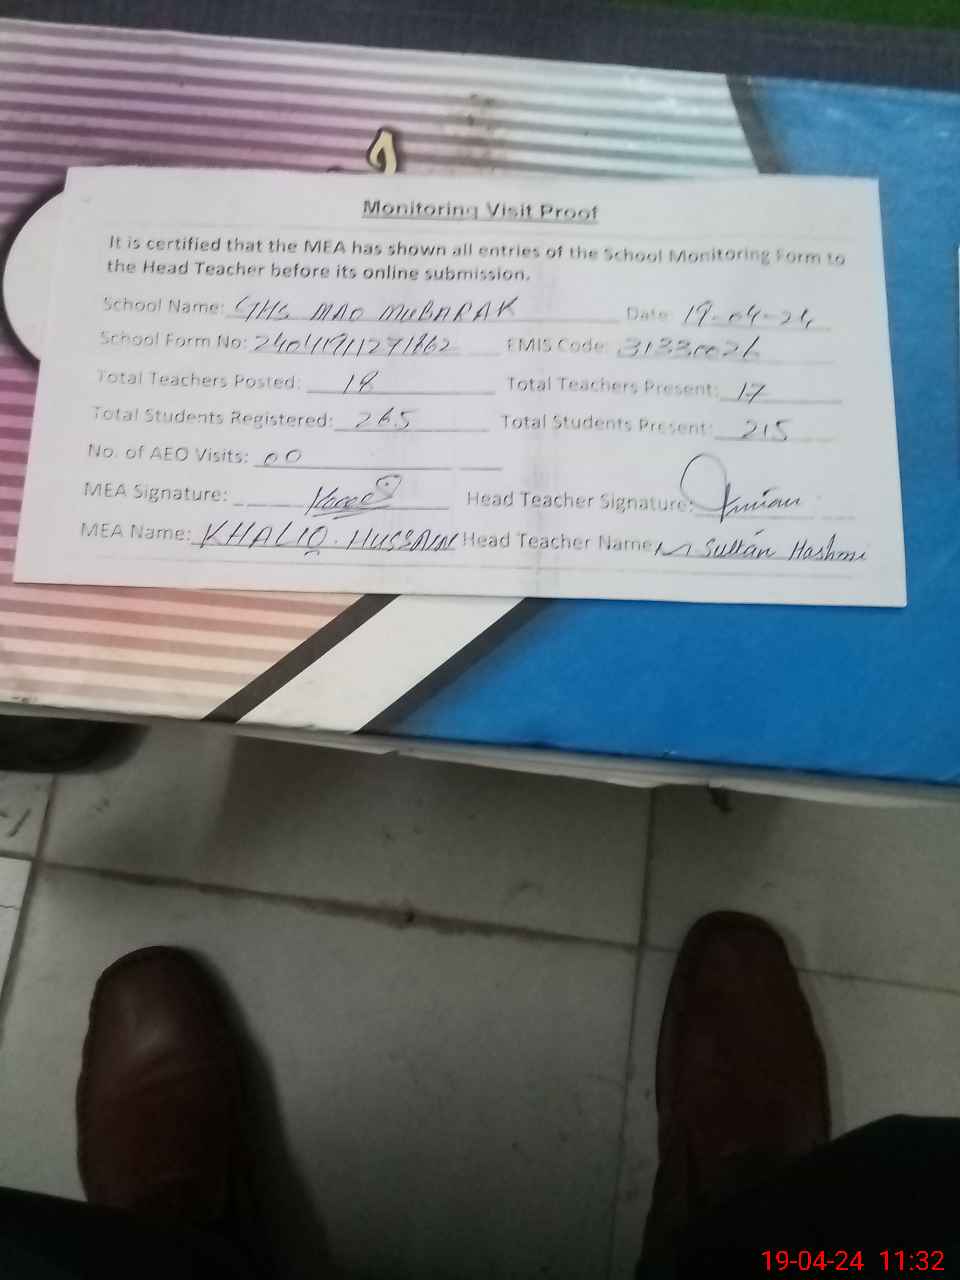 Monitoring Visit Proof
It is certified that the MEA has shown all entries of the School Monitoring Form to
the Head Teacher before its online submission.
School Name: GHS MAO MUBARAK Date: 19-04-24
School Form No: EMIS Code:
Total Teachers Posted: 18 Total Teachers Present: 17
Total Students Registered: 265 Total Students Present: 215
No. of AEO Visits: 00
MEA Signature: Head Teacher Signature:
MEA Name: KHALIQ. HUSSAIN Head Teacher Name: M Sultan Hashmi
19-04-24 11:32